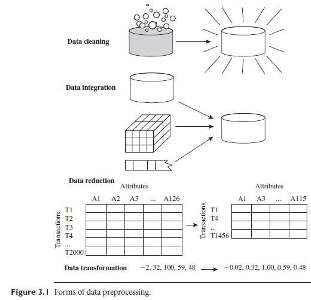 Data cleaning
Data integration
Data reduction
Attributes Attributes
A1 A2 A3 ... A126 A1 A3 ... A115
Transactions Transactions
T1 T1
T2 T4
T3 ...
T4 T1456
...
T2000
Data transformation −2, 32, 100, 59, 48 −0.02, 0.32, 1.00, 0.59, 0.48
Figure 3.1 Forms of data preprocessing.